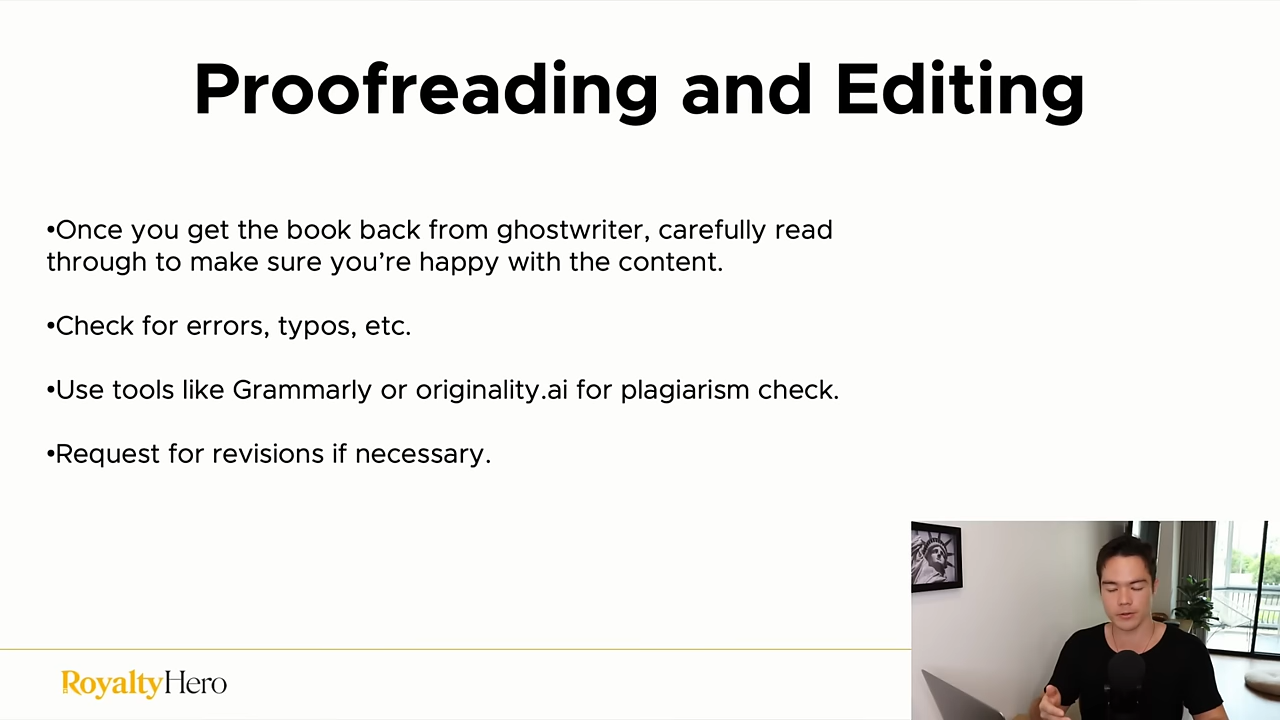 Proofreading and Editing
•Once you get the book back from ghostwriter, carefully read
through to make sure you’re happy with the content.
•Check for errors, typos, etc.
•Use tools like Grammarly or originality.ai for plagiarism check.
•Request for revisions if necessary.
RoyaltyHero